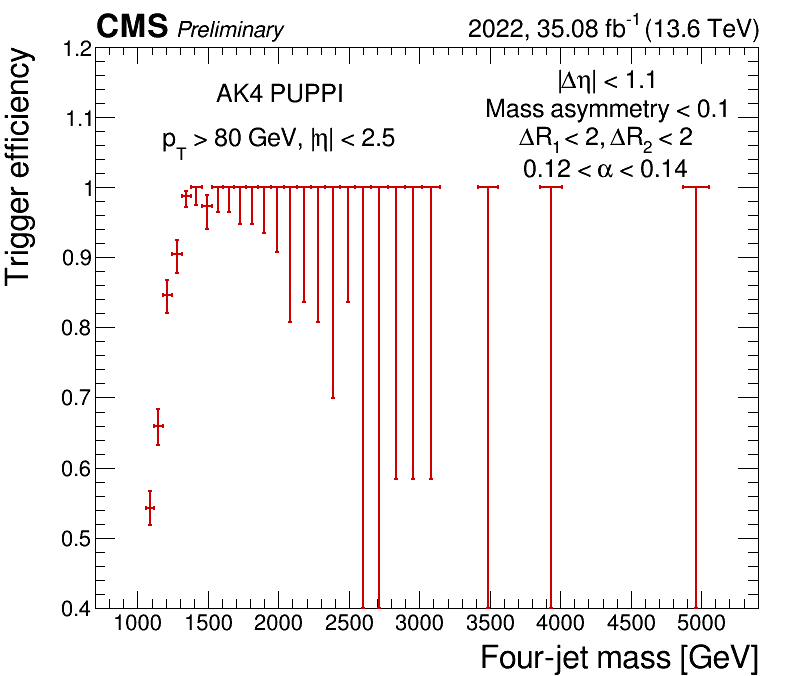 CMS Preliminary 2022, 35.08 fb⁻¹ (13.6 TeV)
Trigger efficiency
AK4 PUPPI
p_T > 80 GeV, |η| < 2.5
|Δη| < 1.1
Mass asymmetry < 0.1
ΔR₁ < 2, ΔR₂ < 2
0.12 < α < 0.14
1.2
1.1
1
0.9
0.8
0.7
0.6
0.5
0.4
1000 1500 2000 2500 3000 3500 4000 4500 5000
Four-jet mass [GeV]